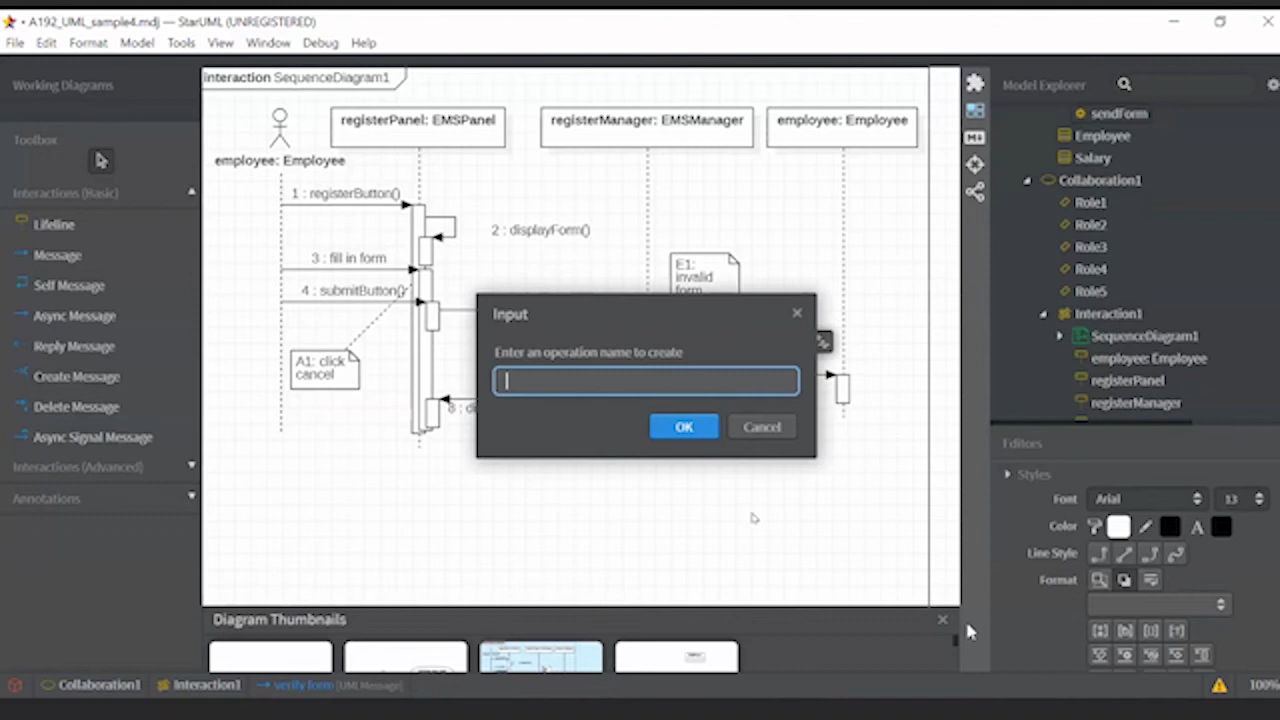 A192_UML_sample4.mdj — StarUML (UNREGISTERED)
File Edit Format Model Tools View Window Debug Help
Working Diagrams
Toolbox
Interactions (Basic)
Lifeline
Message
Self Message
Async Message
Reply Message
Create Message
Delete Message
Async Signal Message
Interactions (Advanced)
Annotations
interaction SequenceDiagram1
employee: Employee
registerPanel: EMSPanel
registerManager: EMSManager
employee: Employee
1 : registerButton()
2 : displayForm()
3 : fill in form
4 : submitButton()
E1:
invalid
form
A1: click
cancel
8 : di
Input
Enter an operation name to create
OK Cancel
Diagram Thumbnails
Model Explorer
sendForm
Employee
Salary
Collaboration1
Role1
Role2
Role3
Role4
Role5
Interaction1
SequenceDiagram1
employee: Employee
registerPanel
registerManager
Editors
Styles
Font Arial 13
Color A
Line Style
Format
Collaboration1 Interaction1 verify form [UMLMessage]
100%